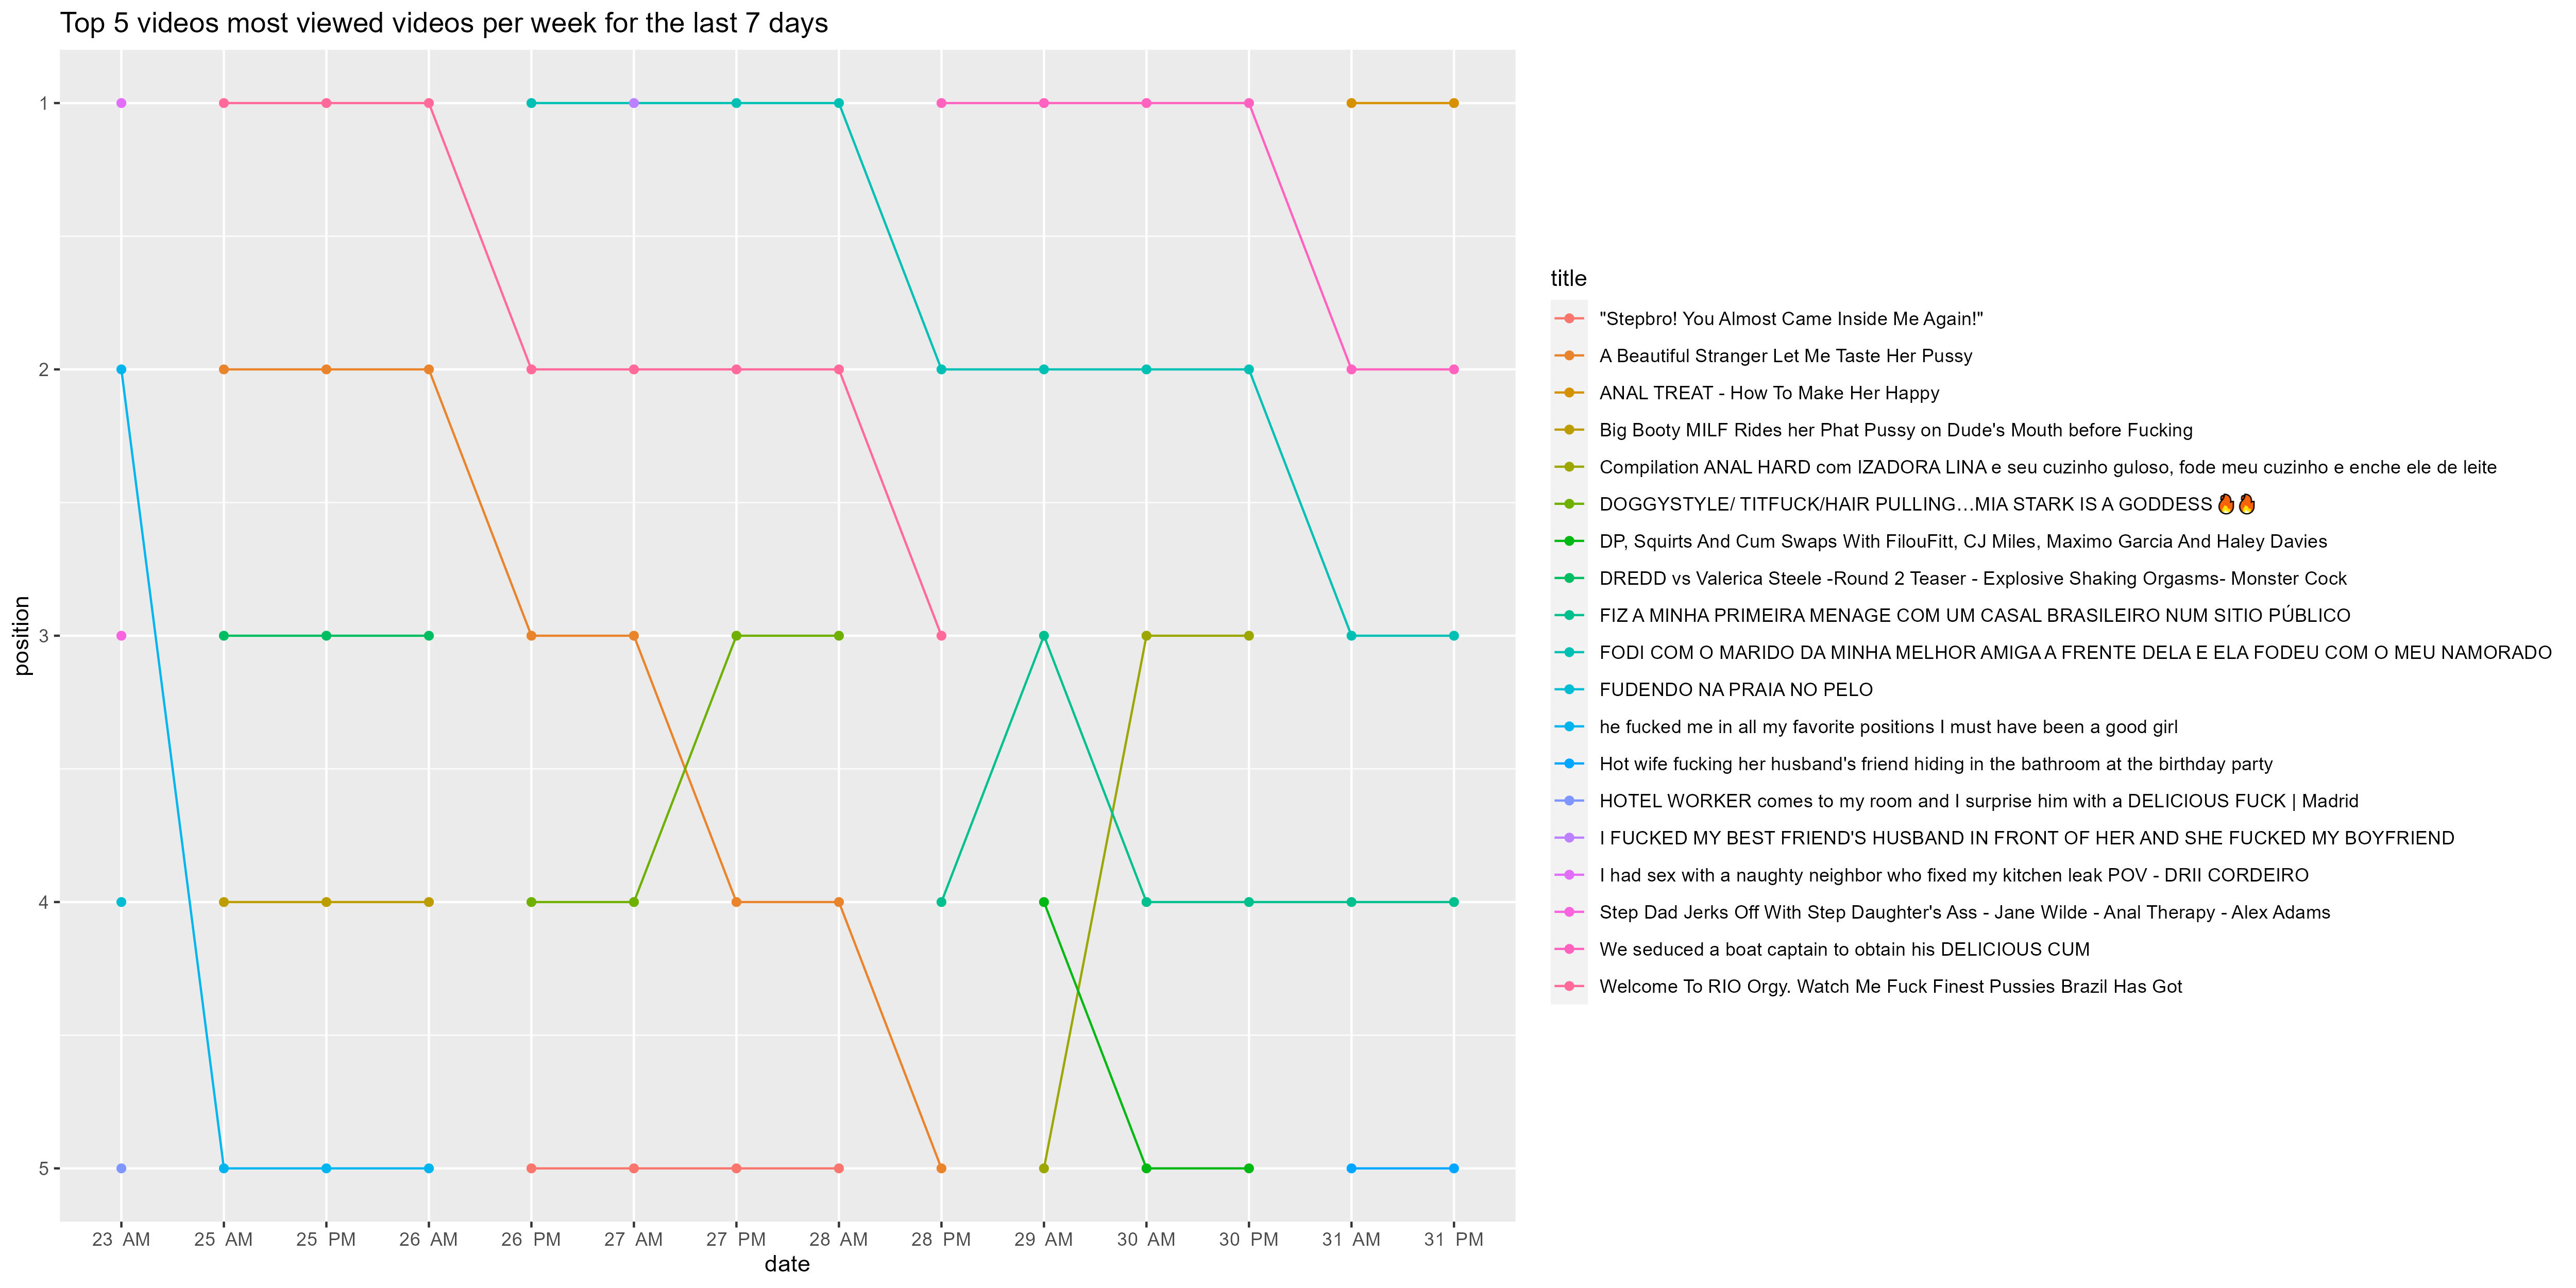 Top 5 videos most viewed videos per week for the last 7 days
position
1
2
3
4
5
23 AM
25 AM
25 PM
26 AM
26 PM
27 AM
27 PM
28 AM
28 PM
29 AM
30 AM
30 PM
31 AM
31 PM
date
title
"Stepbro! You Almost Came Inside Me Again!"
A Beautiful Stranger Let Me Taste Her Pussy
ANAL TREAT - How To Make Her Happy
Big Booty MILF Rides her Phat Pussy on Dude's Mouth before Fucking
Compilation ANAL HARD com IZADORA LINA e seu cuzinho guloso, fode meu cuzinho e enche ele de leite
DOGGYSTYLE/ TITFUCK/HAIR PULLING…MIA STARK IS A GODDESS 🔥🔥
DP, Squirts And Cum Swaps With FilouFitt, CJ Miles, Maximo Garcia And Haley Davies
DREDD vs Valerica Steele -Round 2 Teaser - Explosive Shaking Orgasms- Monster Cock
FIZ A MINHA PRIMEIRA MENAGE COM UM CASAL BRASILEIRO NUM SITIO PÚBLICO
FODI COM O MARIDO DA MINHA MELHOR AMIGA A FRENTE DELA E ELA FODEU COM O MEU NAMORADO
FUDENDO NA PRAIA NO PELO
he fucked me in all my favorite positions I must have been a good girl
Hot wife fucking her husband's friend hiding in the bathroom at the birthday party
HOTEL WORKER comes to my room and I surprise him with a DELICIOUS FUCK | Madrid
I FUCKED MY BEST FRIEND'S HUSBAND IN FRONT OF HER AND SHE FUCKED MY BOYFRIEND
I had sex with a naughty neighbor who fixed my kitchen leak POV - DRII CORDEIRO
Step Dad Jerks Off With Step Daughter's Ass - Jane Wilde - Anal Therapy - Alex Adams
We seduced a boat captain to obtain his DELICIOUS CUM
Welcome To RIO Orgy. Watch Me Fuck Finest Pussies Brazil Has Got